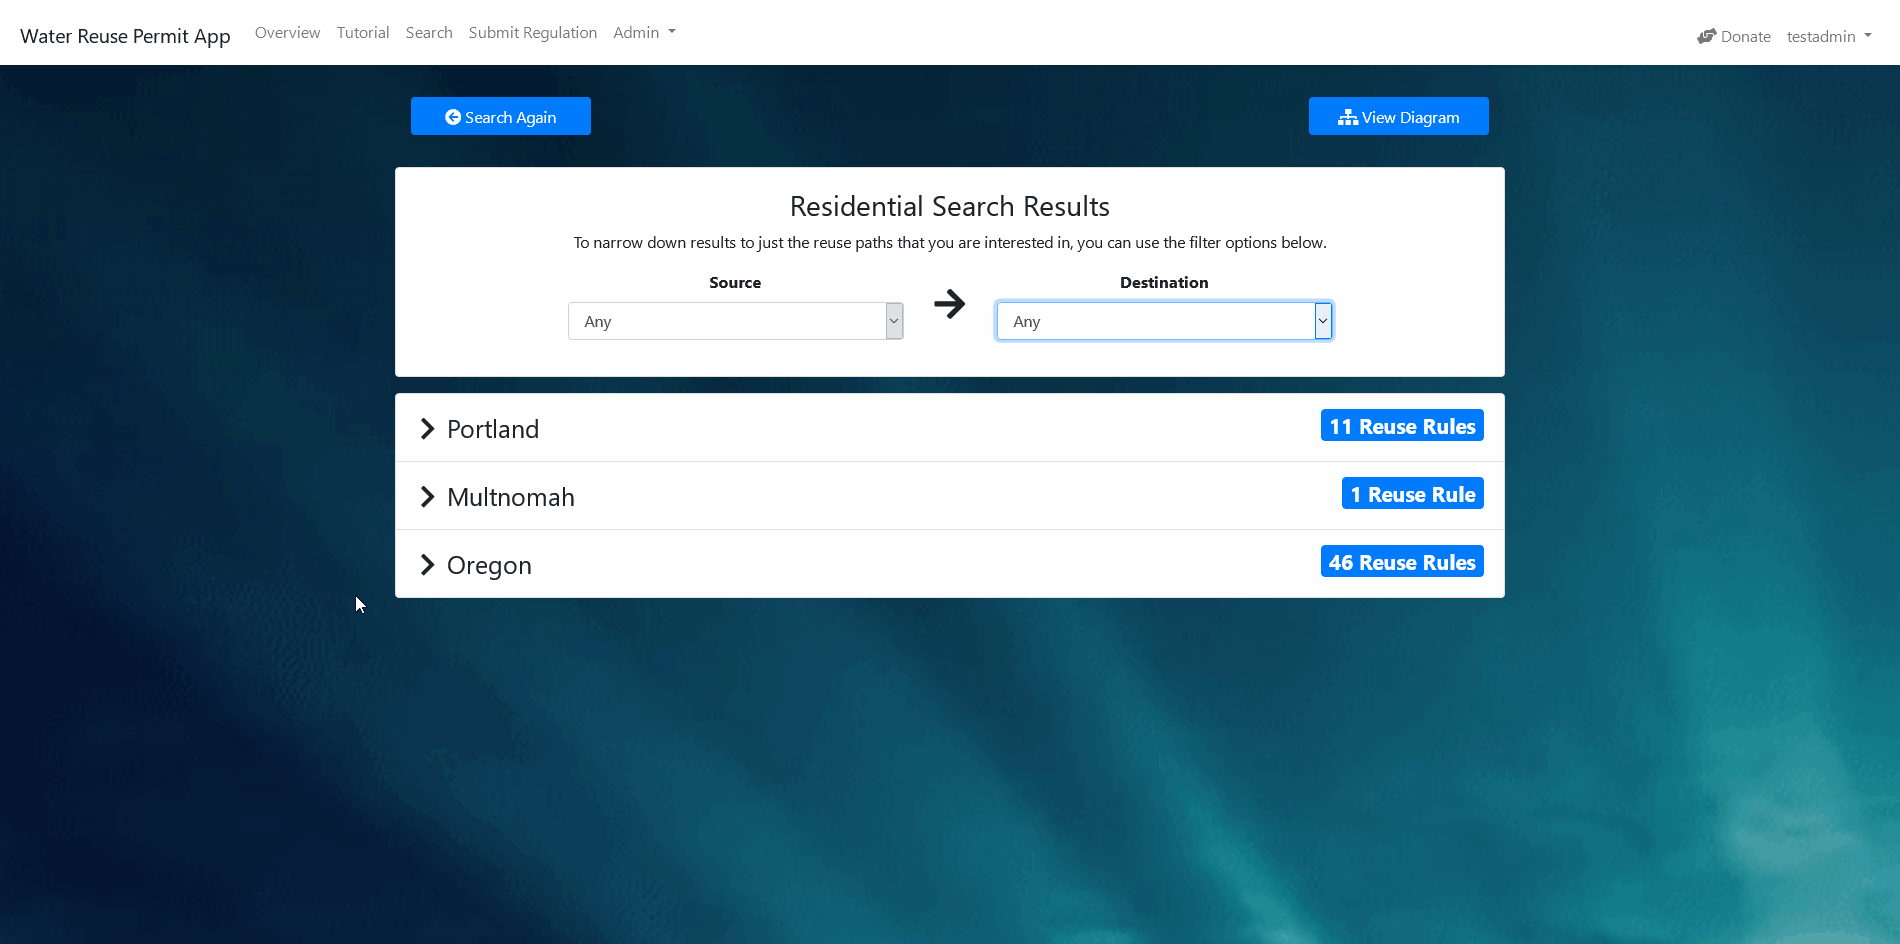 Water Reuse Permit App Overview Tutorial Search Submit Regulation Admin Donate testadmin
Search Again View Diagram
Residential Search Results
To narrow down results to just the reuse paths that you are interested in, you can use the filter options below.
Source Destination
Any Any
Portland 11 Reuse Rules
Multnomah 1 Reuse Rule
Oregon 46 Reuse Rules